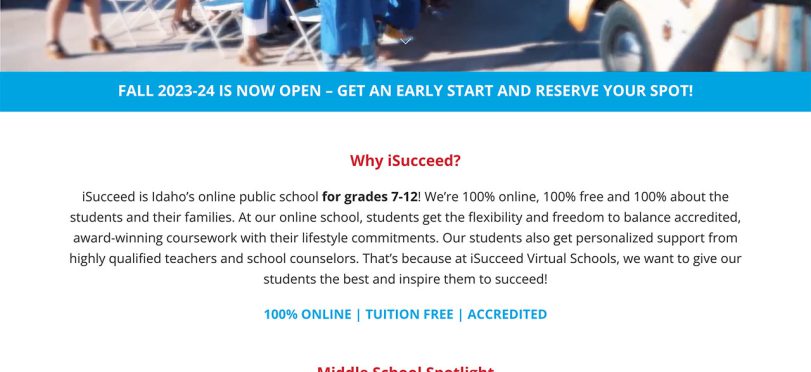 FALL 2023-24 IS NOW OPEN – GET AN EARLY START AND RESERVE YOUR SPOT!
Why iSucceed?
iSucceed is Idaho’s online public school for grades 7-12! We’re 100% online, 100% free and 100% about the
students and their families. At our online school, students get the flexibility and freedom to balance accredited,
award-winning coursework with their lifestyle commitments. Our students also get personalized support from
highly qualified teachers and school counselors. That’s because at iSucceed Virtual Schools, we want to give our
students the best and inspire them to succeed!
100% ONLINE | TUITION FREE | ACCREDITED
Middle School Spotlight